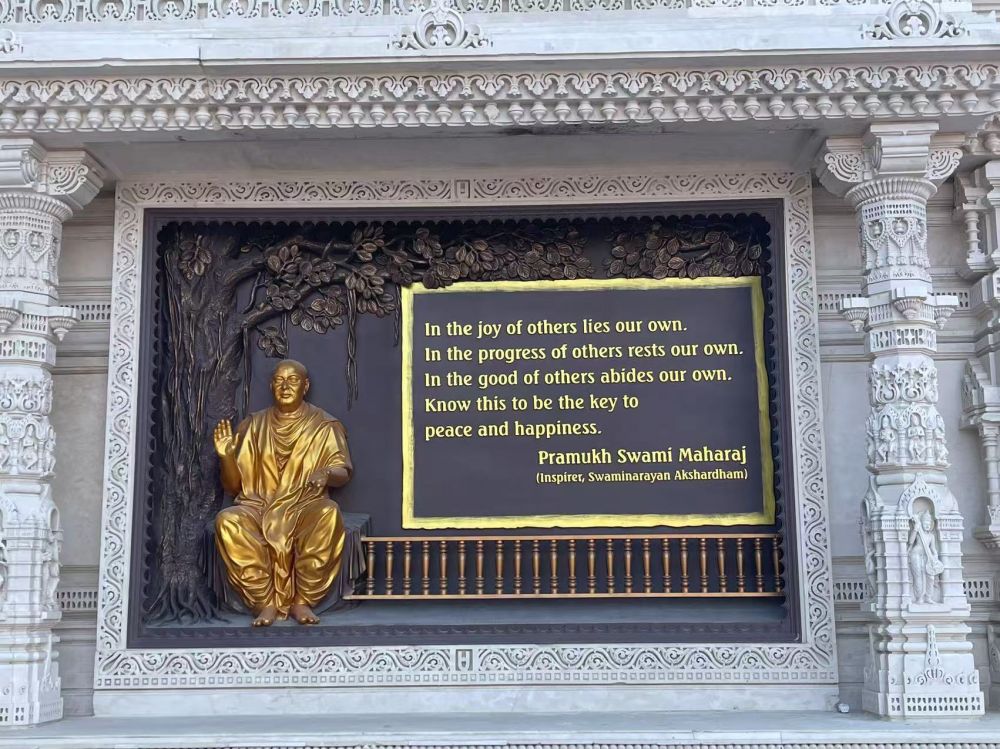 In the joy of others lies our own.
In the progress of others rests our own.
In the good of others abides our own.
Know this to be the key to
peace and happiness.
Pramukh Swami Maharaj
(Inspirer, Swaminarayan Akshardham)